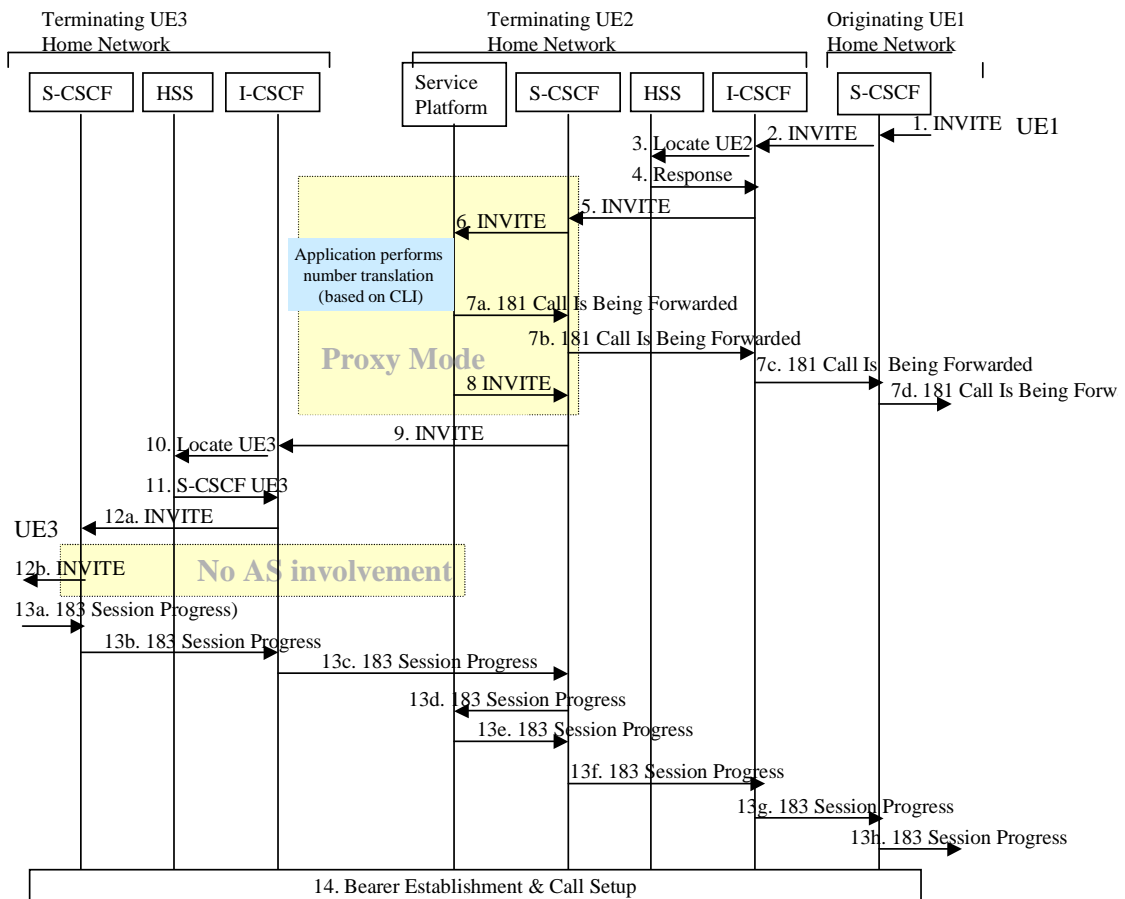 Terminating UE3
Home Network
Terminating UE2
Home Network
Originating UE1
Home Network
S-CSCF
HSS
I-CSCF
Service
Platform
S-CSCF
HSS
I-CSCF
S-CSCF
1. INVITE
UE1
2. INVITE
3. Locate UE2
4. Response
5. INVITE
6. INVITE
Application performs
number translation
(based on CLI)
7a. 181 Call Is Being Forwarded
7b. 181 Call Is Being Forwarded
Proxy Mode
7c. 181 Call Is Being Forwarded
8 INVITE
7d. 181 Call Is Being Forw
9. INVITE
10. Locate UE3
11. S-CSCF UE3
12a. INVITE
UE3
12b. INVITE
No AS involvement
13a. 183 Session Progress)
13b. 183 Session Progress
13c. 183 Session Progress
13d. 183 Session Progress
13e. 183 Session Progress
13f. 183 Session Progress
13g. 183 Session Progress
13h. 183 Session Progress
14. Bearer Establishment & Call Setup